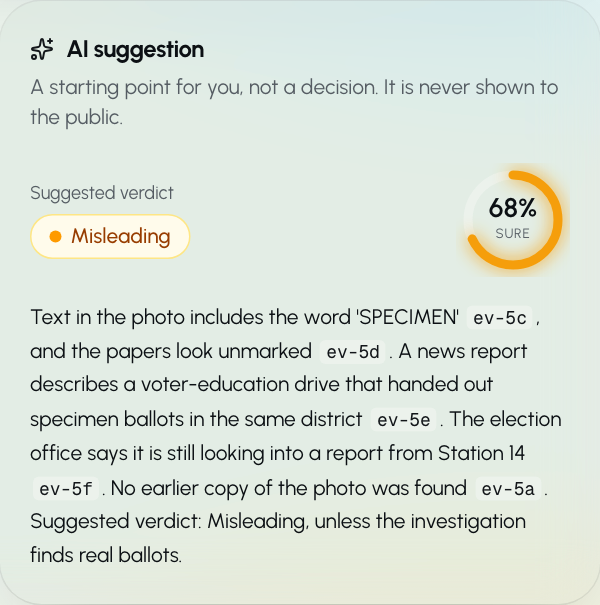 AI suggestion
A starting point for you, not a decision. It is never shown to
the public.
Suggested verdict
Misleading
68%
SURE
Text in the photo includes the word 'SPECIMEN' ev-5c ,
and the papers look unmarked ev-5d . A news report
describes a voter-education drive that handed out
specimen ballots in the same district ev-5e . The election
office says it is still looking into a report from Station 14
ev-5f . No earlier copy of the photo was found ev-5a .
Suggested verdict: Misleading, unless the investigation
finds real ballots.